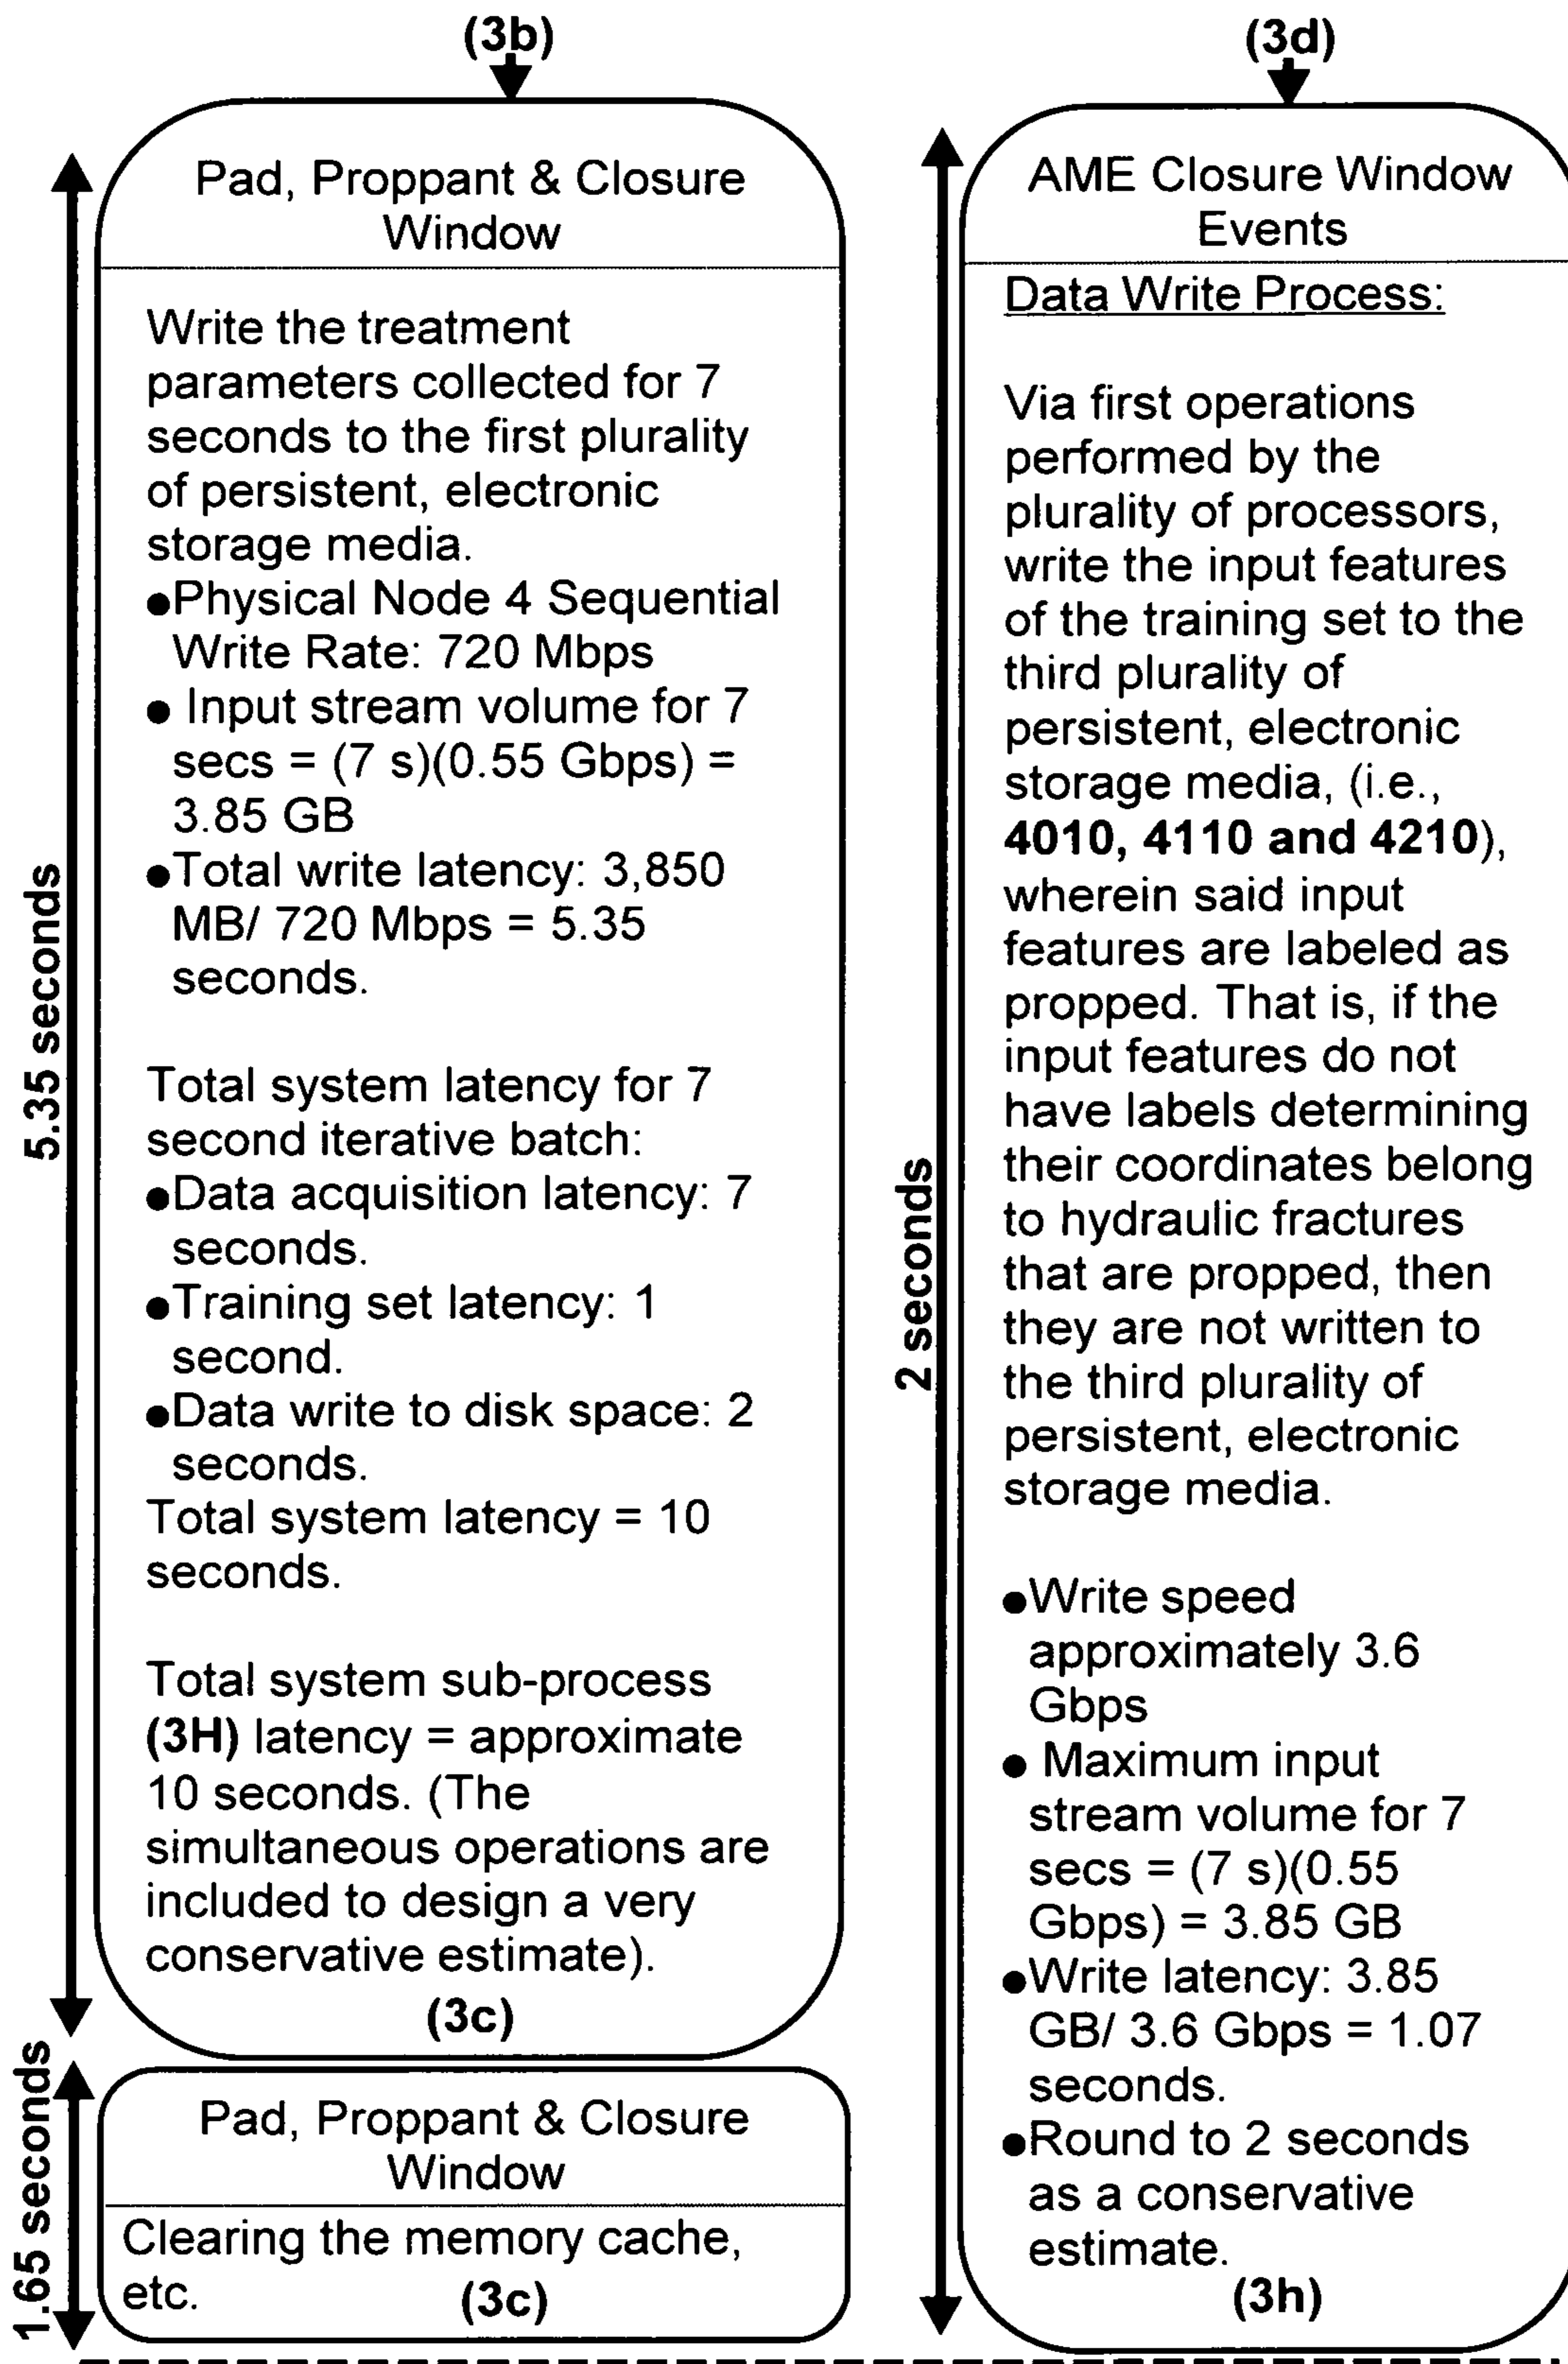 (3b)
Pad, Proppant & Closure
Window
Write the treatment
parameters collected for 7
seconds to the first plurality
of persistent, electronic
storage media.
●Physical Node 4 Sequential
Write Rate: 720 Mbps
● Input stream volume for 7
secs = (7 s)(0.55 Gbps) =
3.85 GB
●Total write latency: 3,850
MB/ 720 Mbps = 5.35
seconds.
Total system latency for 7
second iterative batch:
●Data acquisition latency: 7
seconds.
●Training set latency: 1
second.
●Data write to disk space: 2
seconds.
Total system latency = 10
seconds.
Total system sub-process
(3H) latency = approximate
10 seconds. (The
simultaneous operations are
included to design a very
conservative estimate).
(3c)
5.35 seconds
Pad, Proppant & Closure
Window
Clearing the memory cache,
etc.
(3c)
1.65 seconds
(3d)
AME Closure Window
Events
Data Write Process:
Via first operations
performed by the
plurality of processors,
write the input features
of the training set to the
third plurality of
persistent, electronic
storage media, (i.e.,
4010, 4110 and 4210),
wherein said input
features are labeled as
propped. That is, if the
input features do not
have labels determining
their coordinates belong
to hydraulic fractures
that are propped, then
they are not written to
the third plurality of
persistent, electronic
storage media.
●Write speed
approximately 3.6
Gbps
● Maximum input
stream volume for 7
secs = (7 s)(0.55
Gbps) = 3.85 GB
●Write latency: 3.85
GB/ 3.6 Gbps = 1.07
seconds.
●Round to 2 seconds
as a conservative
estimate.
(3h)
2 seconds